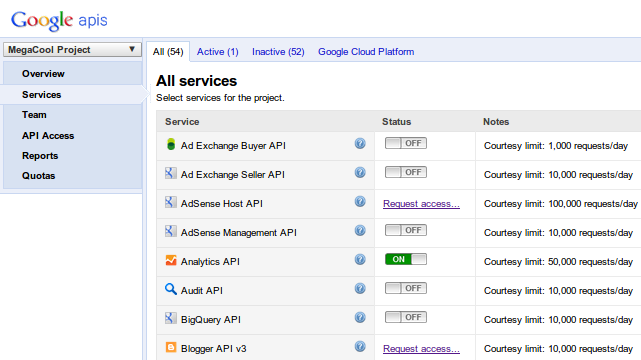 Google apis
MegaCool Project
All (54) Active (1) Inactive (52) Google Cloud Platform
Overview
Services
Team
API Access
Reports
Quotas
All services
Select services for the project.
Service Status Notes
Ad Exchange Buyer API ? OFF Courtesy limit: 1,000 requests/day
Ad Exchange Seller API ? OFF Courtesy limit: 10,000 requests/day
AdSense Host API ? Request access... Courtesy limit: 100,000 requests/day
AdSense Management API ? OFF Courtesy limit: 10,000 requests/day
Analytics API ? ON Courtesy limit: 50,000 requests/day
Audit API ? OFF Courtesy limit: 10,000 requests/day
BigQuery API ? OFF Courtesy limit: 10,000 requests/day
Blogger API v3 ? Request access... Courtesy limit: 10,000 requests/day